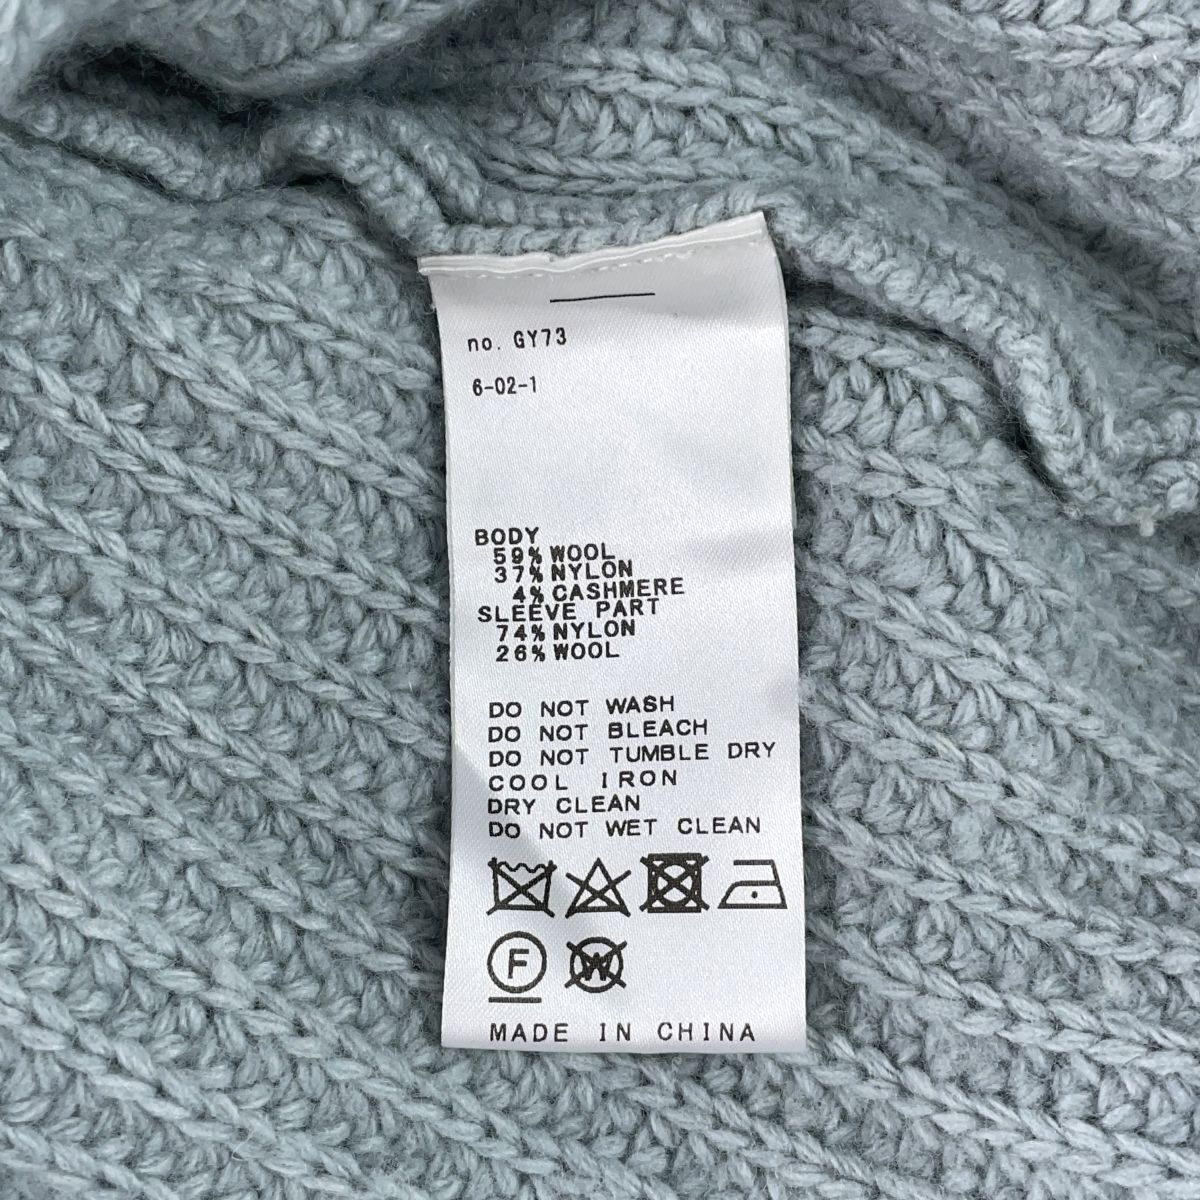 no. GY73
6-02-1
BODY
59% WOOL
37% NYLON
4% CASHMERE
SLEEVE PART
74% NYLON
26% WOOL
DO NOT WASH
DO NOT BLEACH
DO NOT TUMBLE DRY
COOL IRON
DRY CLEAN
DO NOT WET CLEAN
F W
MADE IN CHINA